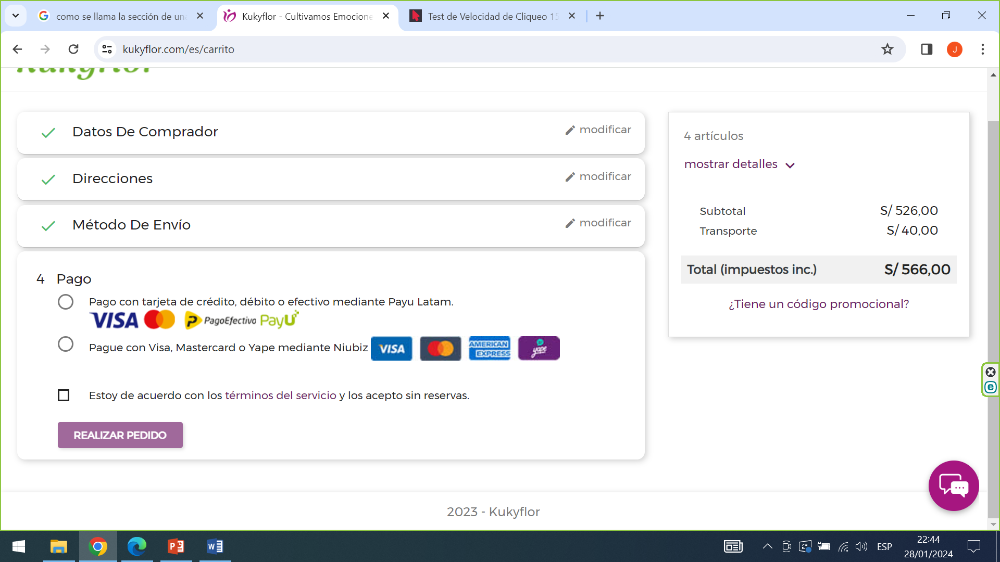 como se llama la sección de un
Kukyflor - Cultivamos Emocione
Test de Velocidad de Cliqueo 15
kukyflor.com/es/carrito
J
Kukyflor
Datos De Comprador
modificar
Direcciones
modificar
Método De Envío
modificar
4 Pago
Pago con tarjeta de crédito, débito o efectivo mediante Payu Latam.
VISA PagoEfectivo PayU
Pague con Visa, Mastercard o Yape mediante Niubiz VISA AMERICAN EXPRESS yape
Estoy de acuerdo con los términos del servicio y los acepto sin reservas.
REALIZAR PEDIDO
4 artículos
mostrar detalles
Subtotal S/ 526,00
Transporte S/ 40,00
Total (impuestos inc.) S/ 566,00
¿Tiene un código promocional?
2023 - Kukyflor
ESP
22:44
28/01/2024